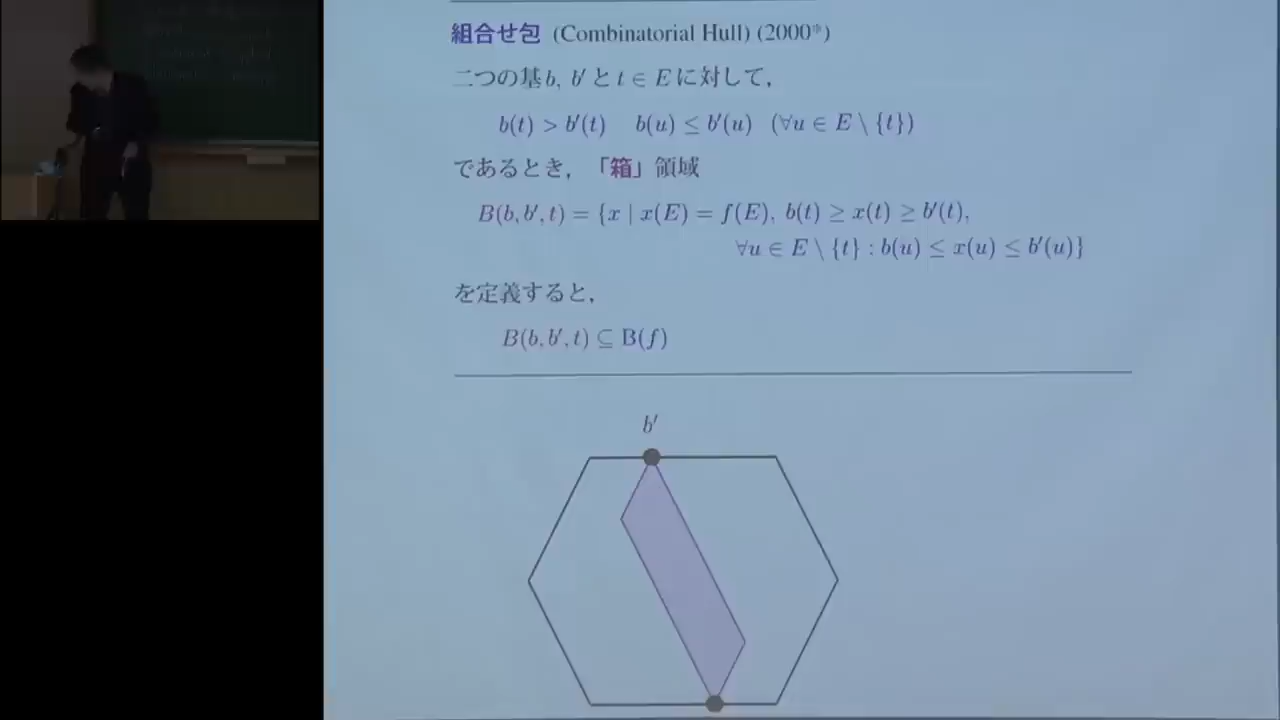 組合せ包 (Combinatorial Hull) (2000*)
二つの基 b, b′ と t ∈ E に対して,
b(t) > b′(t) b(u) ≤ b′(u) (∀u ∈ E \ {t})
であるとき, 「箱」領域
B(b, b′, t) = {x | x(E) = f(E), b(t) ≥ x(t) ≥ b′(t),
∀u ∈ E \ {t} : b(u) ≤ x(u) ≤ b′(u)}
を定義すると,
B(b, b′, t) ⊆ B(f)
b′